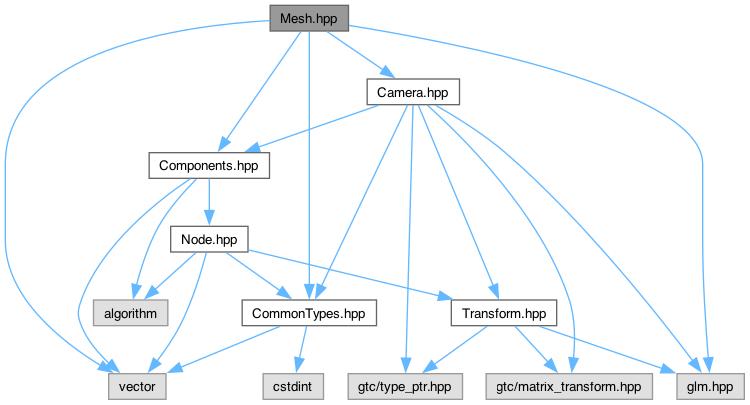 Mesh.hpp
Camera.hpp
Components.hpp
Node.hpp
algorithm
CommonTypes.hpp
Transform.hpp
vector
cstdint
gtc/type_ptr.hpp
gtc/matrix_transform.hpp
glm.hpp